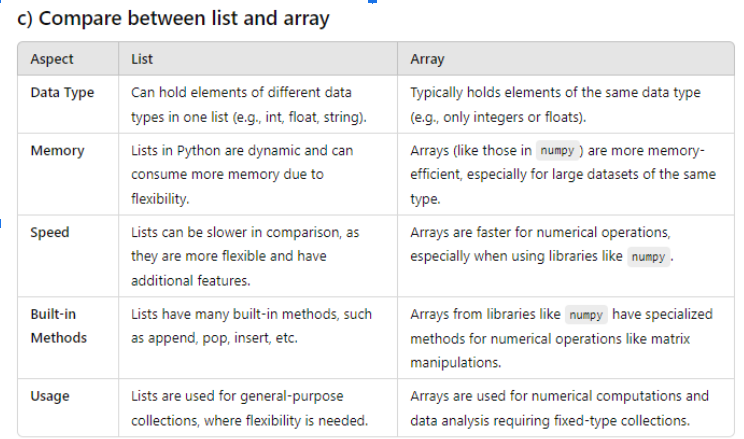 c) Compare between list and array
Aspect List Array
Data Type Can hold elements of different data Typically holds elements of the same data type
types in one list (e.g., int, float, string). (e.g., only integers or floats).
Memory Lists in Python are dynamic and can Arrays (like those in numpy ) are more memory-
consume more memory due to efficient, especially for large datasets of the same
flexibility. type.
Speed Lists can be slower in comparison, as Arrays are faster for numerical operations,
they are more flexible and have especially when using libraries like numpy .
additional features.
Built-in Lists have many built-in methods, such Arrays from libraries like numpy have specialized
Methods as append, pop, insert, etc. methods for numerical operations like matrix
manipulations.
Usage Lists are used for general-purpose Arrays are used for numerical computations and
collections, where flexibility is needed. data analysis requiring fixed-type collections.